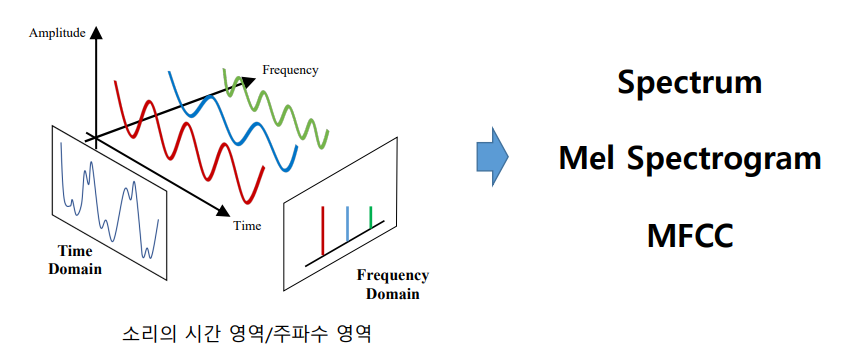 Amplitude
Frequency
Time
Time
Domain
Frequency
Domain
소리의 시간 영역/주파수 영역
Spectrum
Mel Spectrogram
MFCC